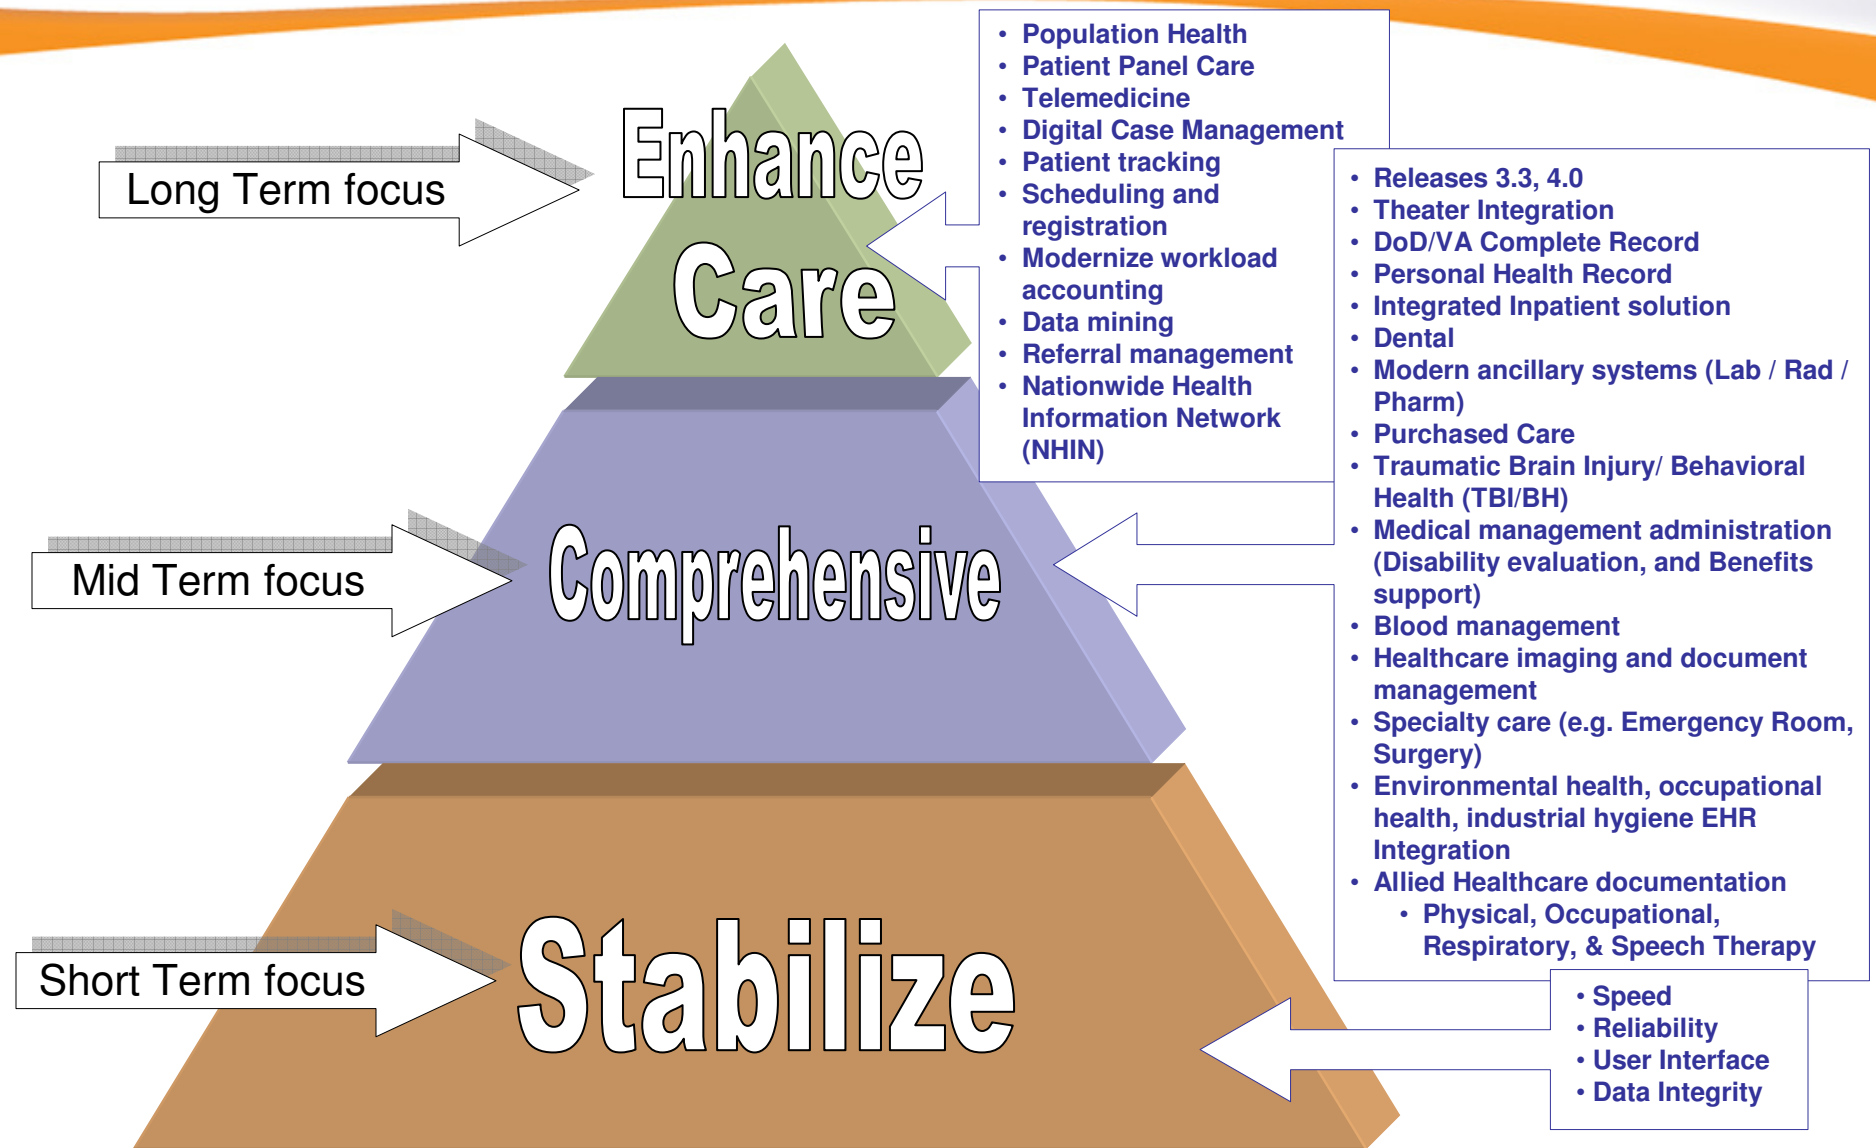 Long Term focus
Enhance
Care
• Population Health
• Patient Panel Care
• Telemedicine
• Digital Case Management
• Patient tracking
• Scheduling and
registration
• Modernize workload
accounting
• Data mining
• Referral management
• Nationwide Health
Information Network
(NHIN)
Mid Term focus
Comprehensive
• Releases 3.3, 4.0
• Theater Integration
• DoD/VA Complete Record
• Personal Health Record
• Integrated Inpatient solution
• Dental
• Modern ancillary systems (Lab / Rad /
Pharm)
• Purchased Care
• Traumatic Brain Injury/ Behavioral
Health (TBI/BH)
• Medical management administration
(Disability evaluation, and Benefits
support)
• Blood management
• Healthcare imaging and document
management
• Specialty care (e.g. Emergency Room,
Surgery)
• Environmental health, occupational
health, industrial hygiene EHR
Integration
• Allied Healthcare documentation
• Physical, Occupational,
Respiratory, & Speech Therapy
Short Term focus
Stabilize
• Speed
• Reliability
• User Interface
• Data Integrity